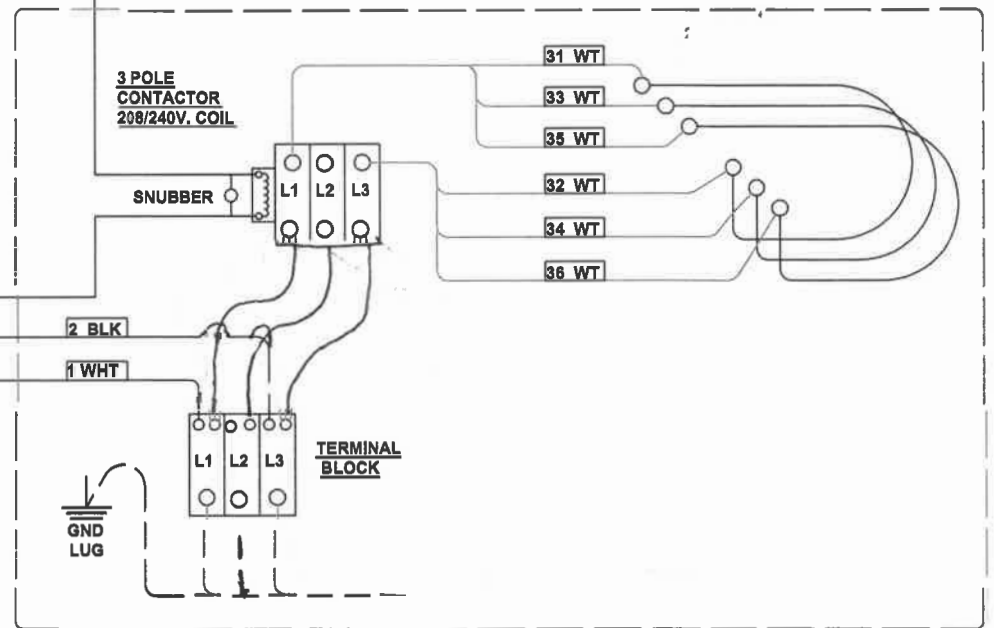 31 WT
3 POLE
CONTACTOR
208/240V. COIL
33 WT
35 WT
SNUBBER
L1 L2 L3
32 WT
34 WT
36 WT
2 BLK
1 WHT
L1 L2 L3
TERMINAL
BLOCK
GND
LUG